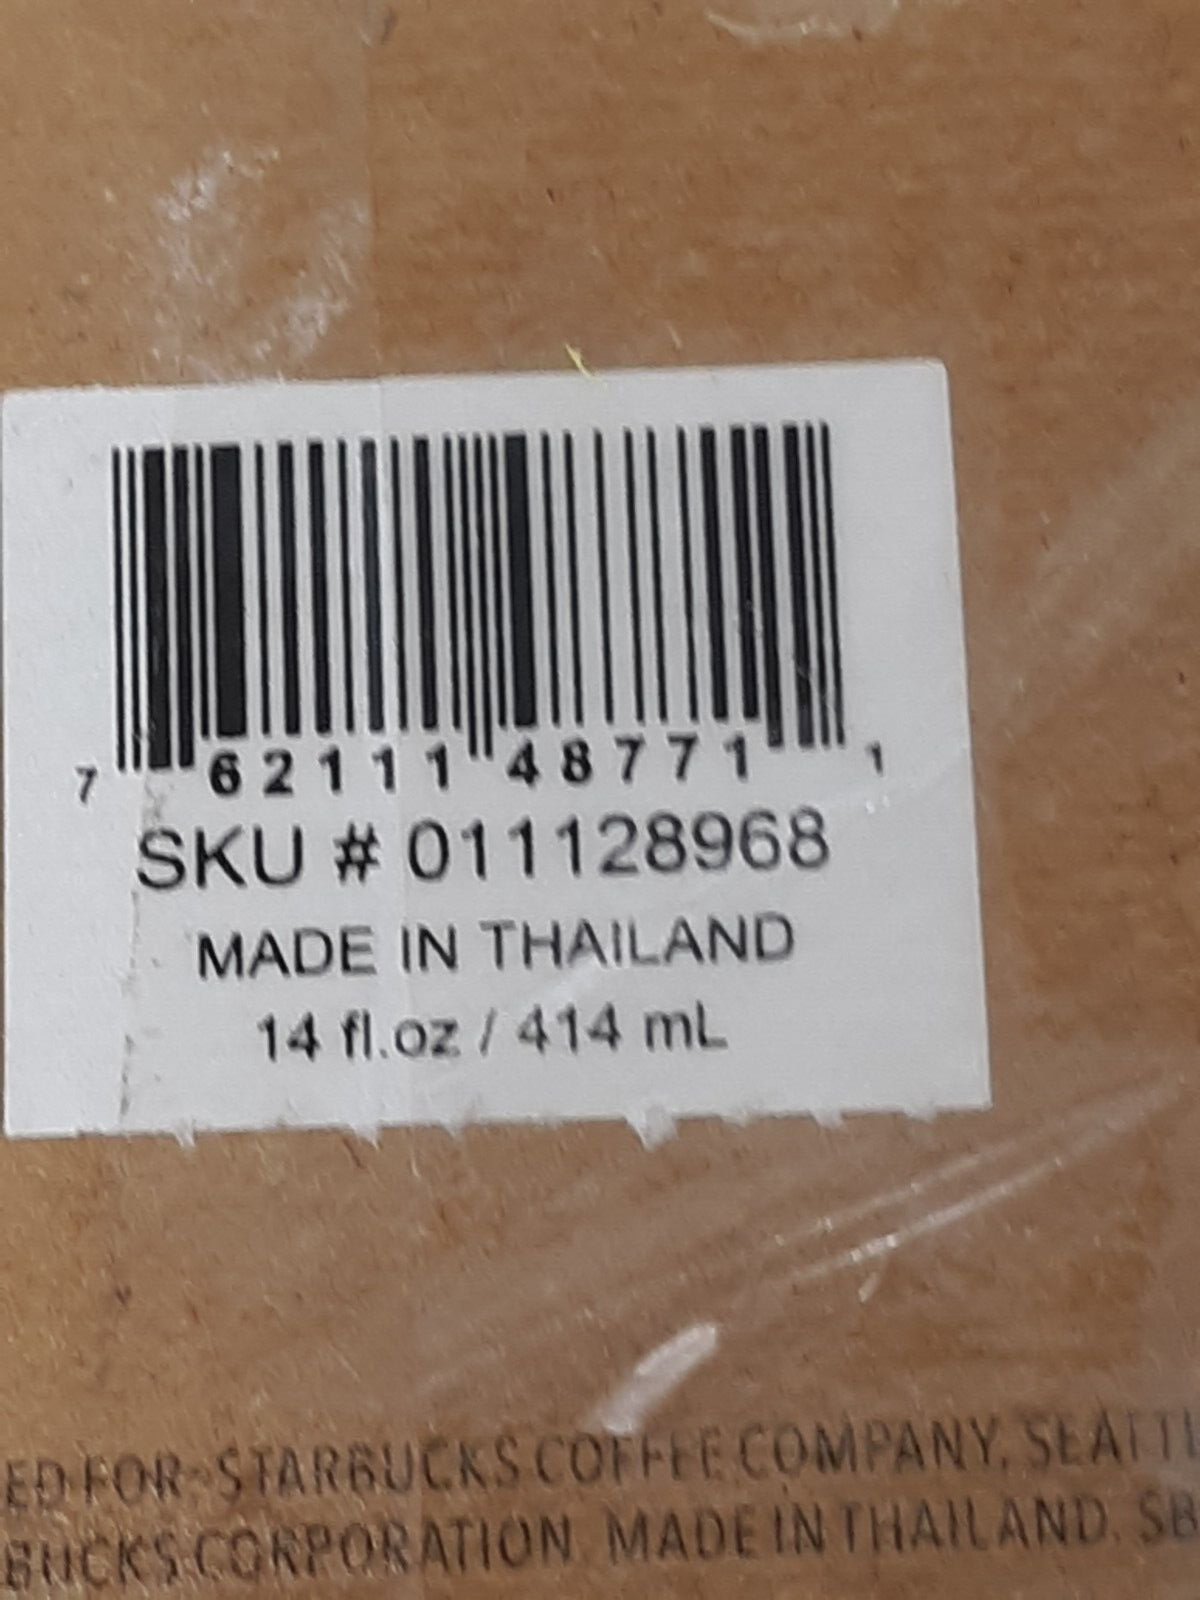 7 62111 48771 1
SKU # 011128968
MADE IN THAILAND
14 fl.oz / 414 mL
ED FOR: STARBUCKS COFFEE COMPANY, SEATTL
BUCKS CORPORATION. MADE IN THAILAND. SB